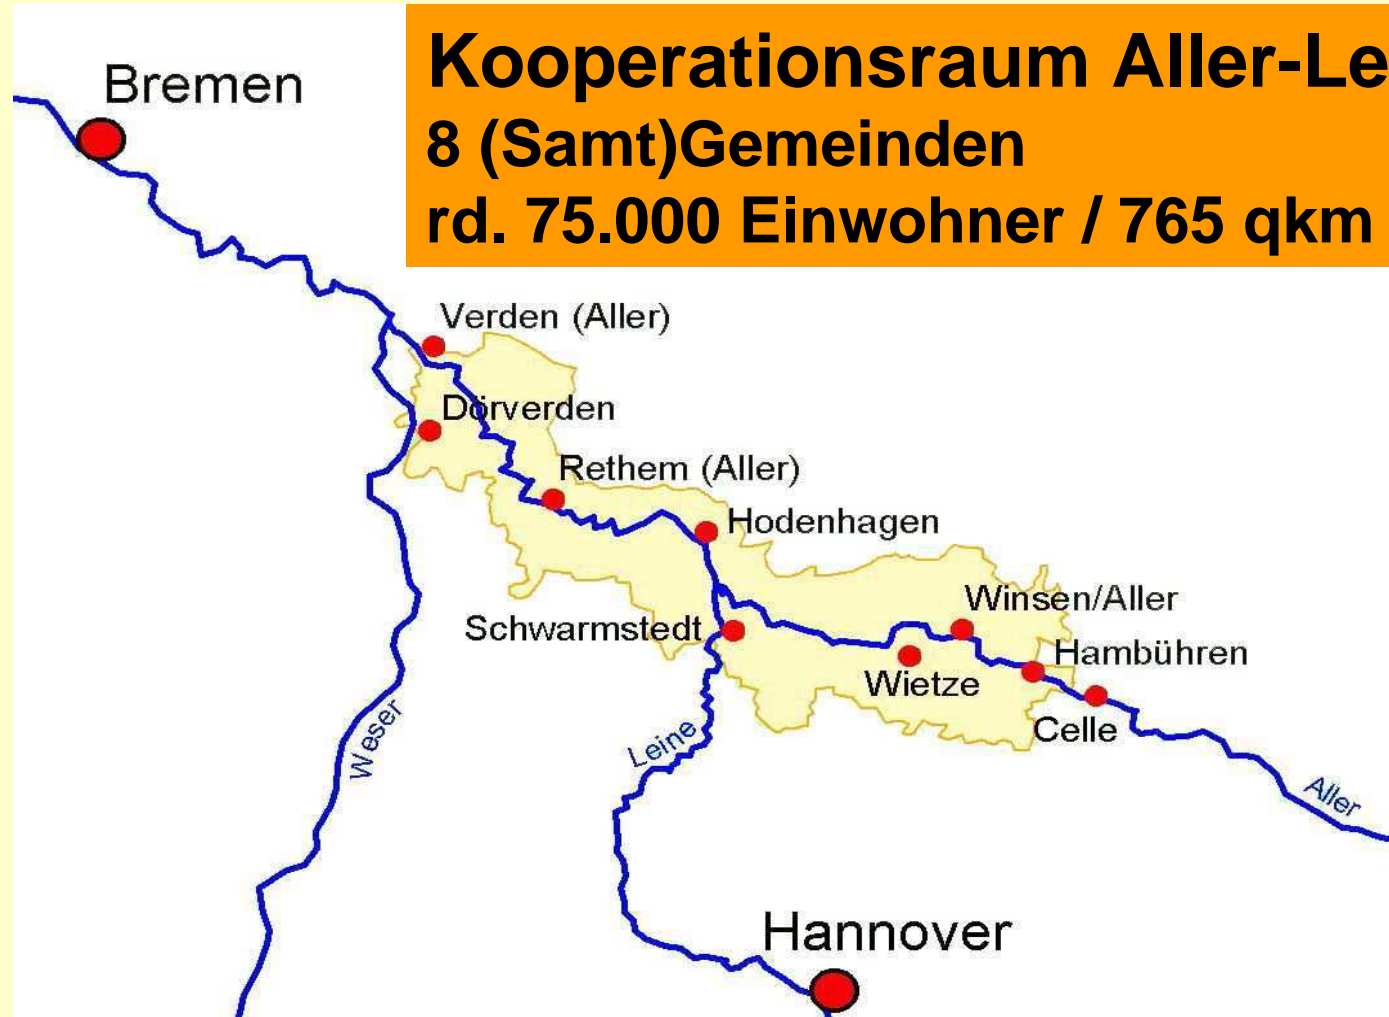 Kooperationsraum Aller-Le
8 (Samt)Gemeinden
rd. 75.000 Einwohner / 765 qkm
Bremen
Verden (Aller)
Dörverden
Rethem (Aller)
Hodenhagen
Winsen/Aller
Schwarmstedt
Hambühren
Wietze
Celle
Weser
Leine
Aller
Hannover